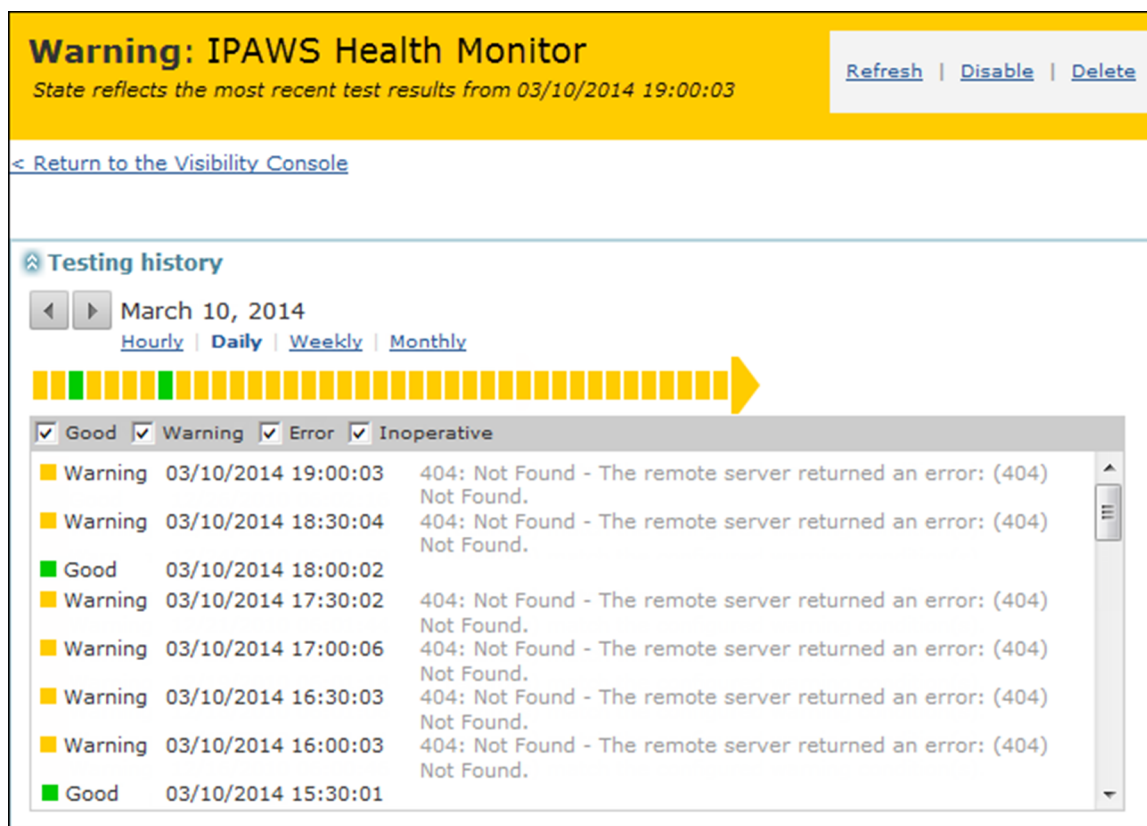 Warning: IPAWS Health Monitor
State reflects the most recent test results from 03/10/2014 19:00:03
Refresh | Disable | Delete
< Return to the Visibility Console
Testing history
March 10, 2014
Hourly | Daily | Weekly | Monthly
Good Warning Error Inoperative
Warning 03/10/2014 19:00:03 404: Not Found - The remote server returned an error: (404)
Not Found.
Warning 03/10/2014 18:30:04 404: Not Found - The remote server returned an error: (404)
Not Found.
Good 03/10/2014 18:00:02
Warning 03/10/2014 17:30:02 404: Not Found - The remote server returned an error: (404)
Not Found.
Warning 03/10/2014 17:00:06 404: Not Found - The remote server returned an error: (404)
Not Found.
Warning 03/10/2014 16:30:03 404: Not Found - The remote server returned an error: (404)
Not Found.
Warning 03/10/2014 16:00:03 404: Not Found - The remote server returned an error: (404)
Not Found.
Good 03/10/2014 15:30:01